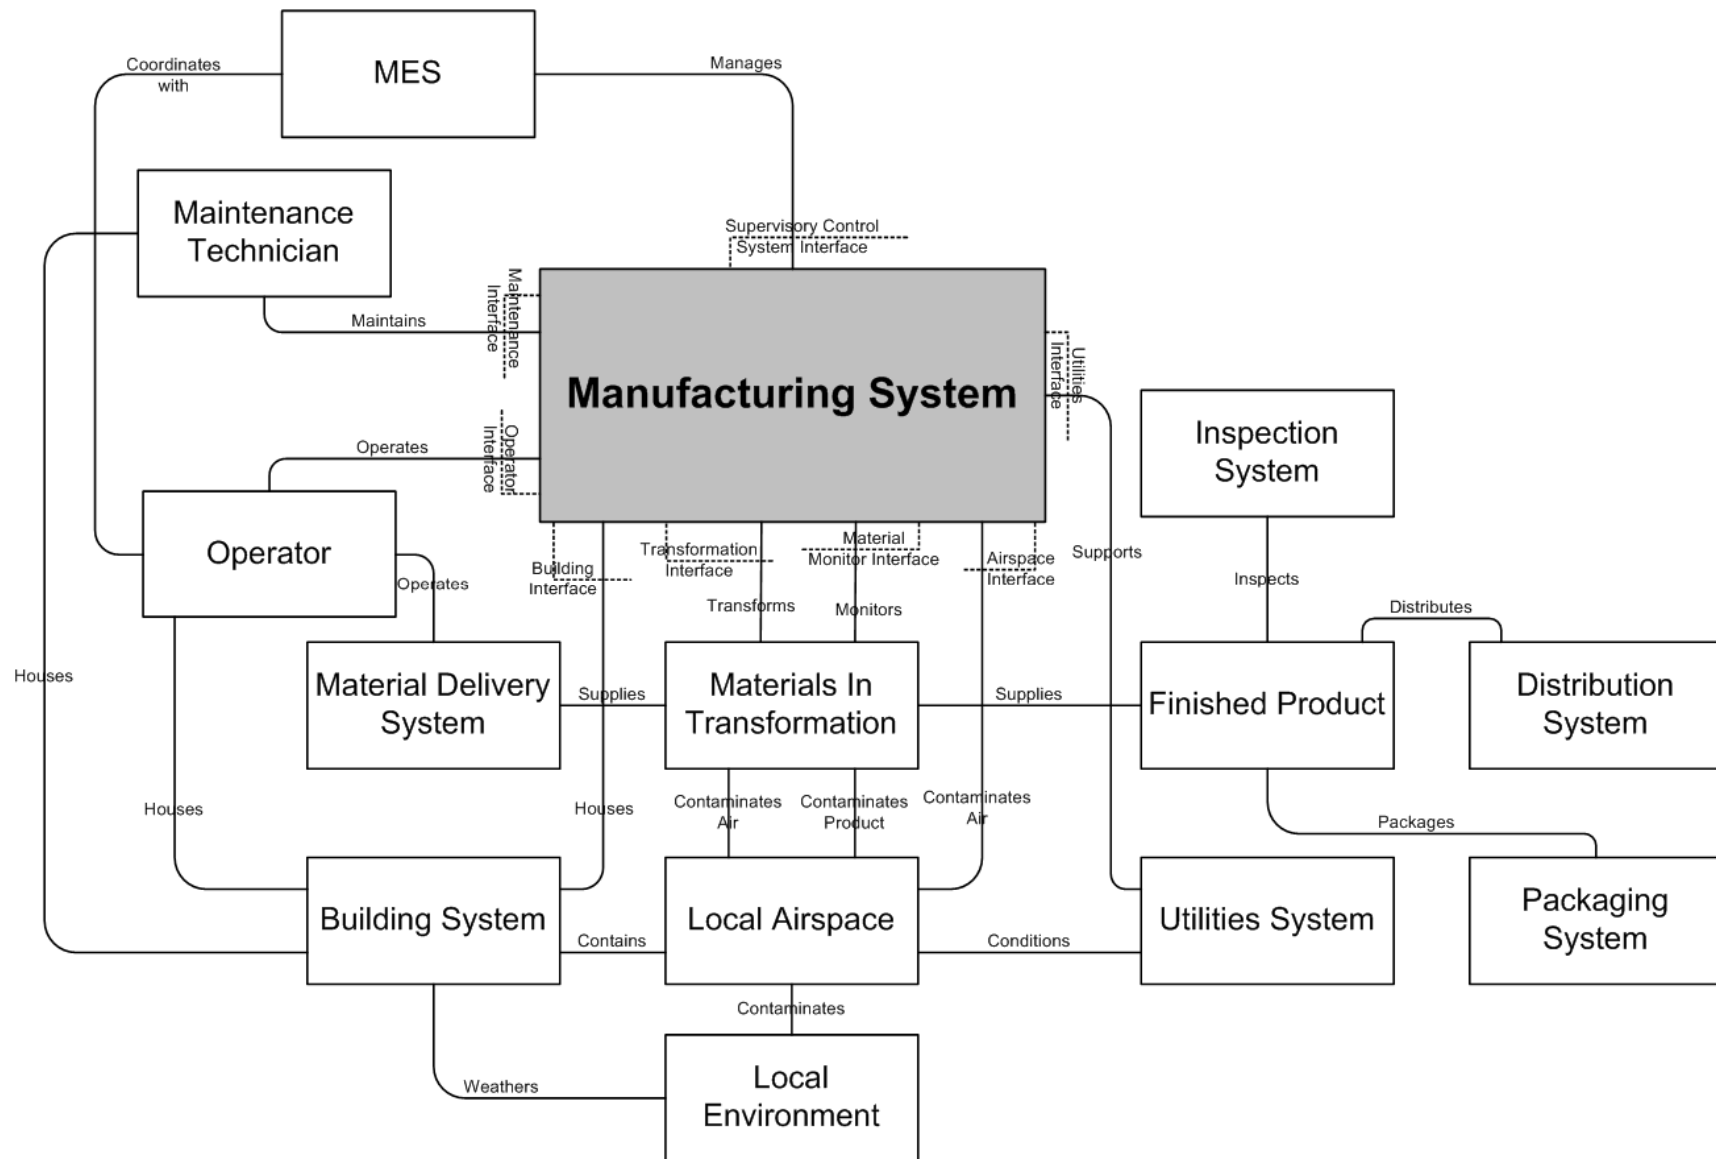 Coordinates
with
MES
Manages
Maintenance
Technician
Supervisory Control
System Interface
Maintenance
Interface
Maintains
Manufacturing System
Utilities
Interface
Operator
Interface
Operates
Inspection
System
Operator
Operates
Building
Interface
Transformation
Interface
Material
Monitor Interface
Airspace
Interface
Supports
Inspects
Transforms
Monitors
Distributes
Houses
Material Delivery
System
Supplies
Materials In
Transformation
Supplies
Finished Product
Distribution
System
Houses
Houses
Contaminates
Air
Contaminates
Product
Contaminates
Air
Packages
Building System
Contains
Local Airspace
Conditions
Utilities System
Packaging
System
Contaminates
Weathers
Local
Environment